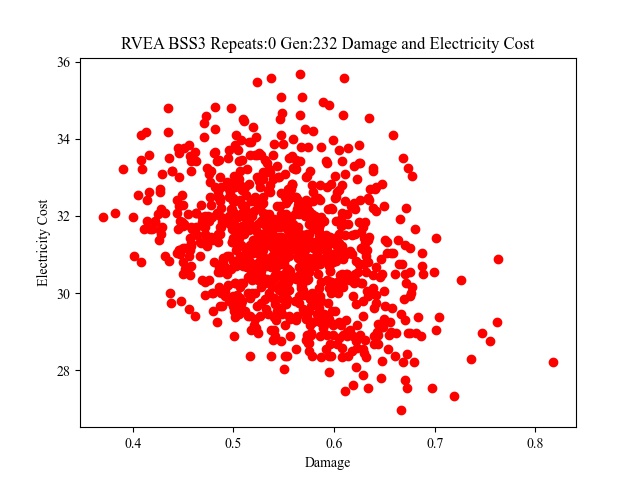 RVEA BSS3 Repeats:0 Gen:232 Damage and Electricity Cost
36
34
32
30
28
Electricity Cost
0.4 0.5 0.6 0.7 0.8
Damage